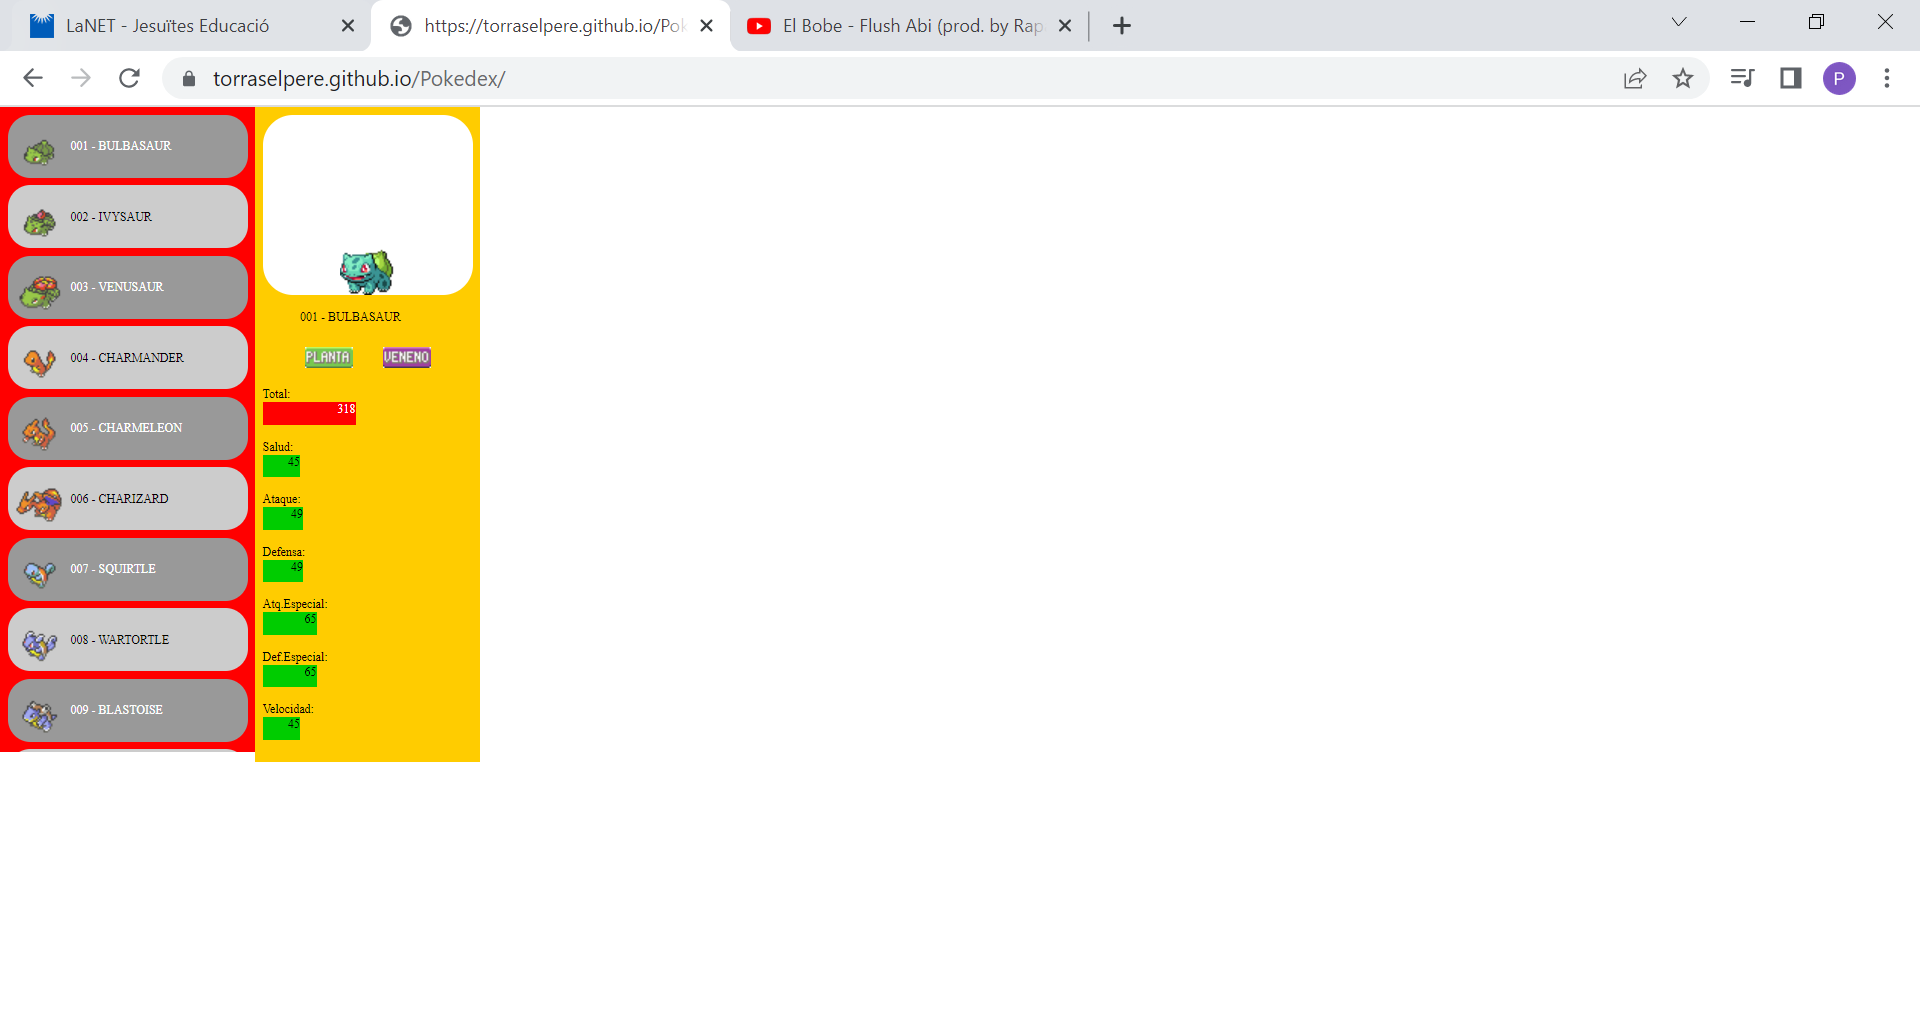 LaNET - Jesuïtes Educació
https://torraselpere.github.io/Pok
El Bobe - Flush Abi (prod. by Rap
torraselpere.github.io/Pokedex/
P
001 - BULBASAUR
002 - IVYSAUR
003 - VENUSAUR
004 - CHARMANDER
005 - CHARMELEON
006 - CHARIZARD
007 - SQUIRTLE
008 - WARTORTLE
009 - BLASTOISE
001 - BULBASAUR
PLANTA VENENO
Total:
318
Salud:
45
Ataque:
49
Defensa:
49
Atq.Especial:
65
Def.Especial:
65
Velocidad:
45